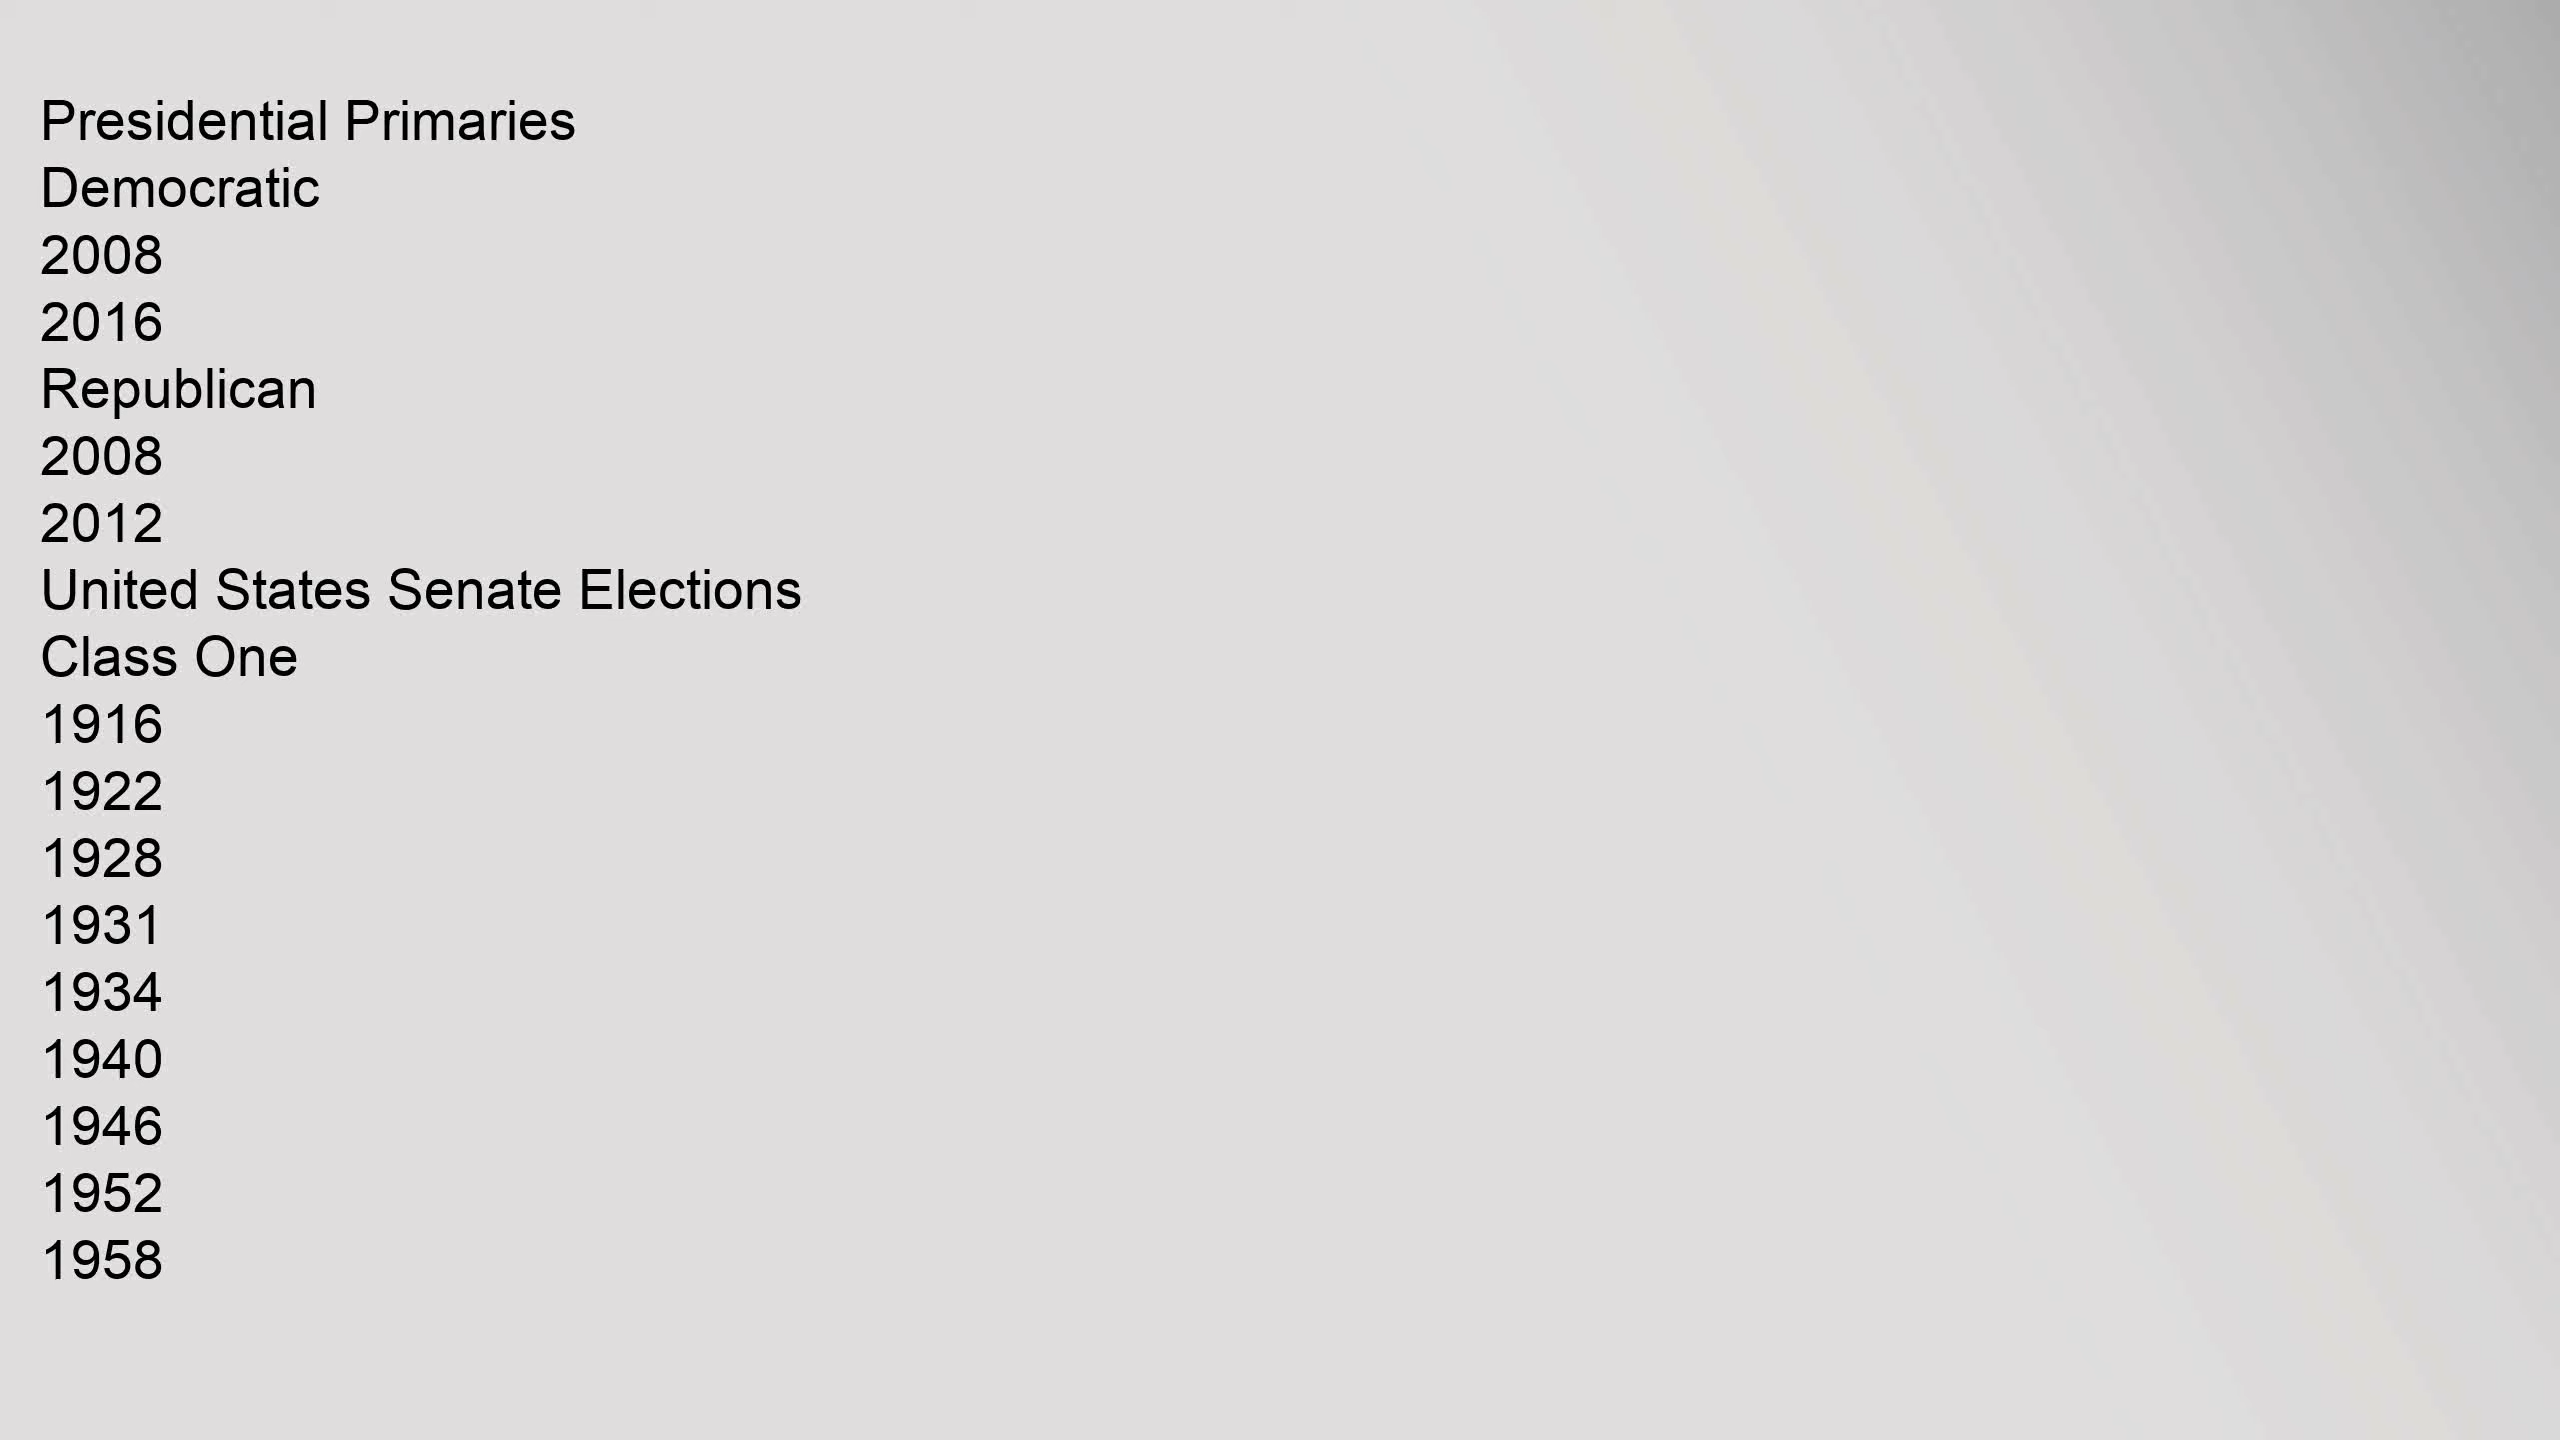 Presidential Primaries
Democratic
2008
2016
Republican
2008
2012
United States Senate Elections
Class One
1916
1922
1928
1931
1934
1940
1946
1952
1958